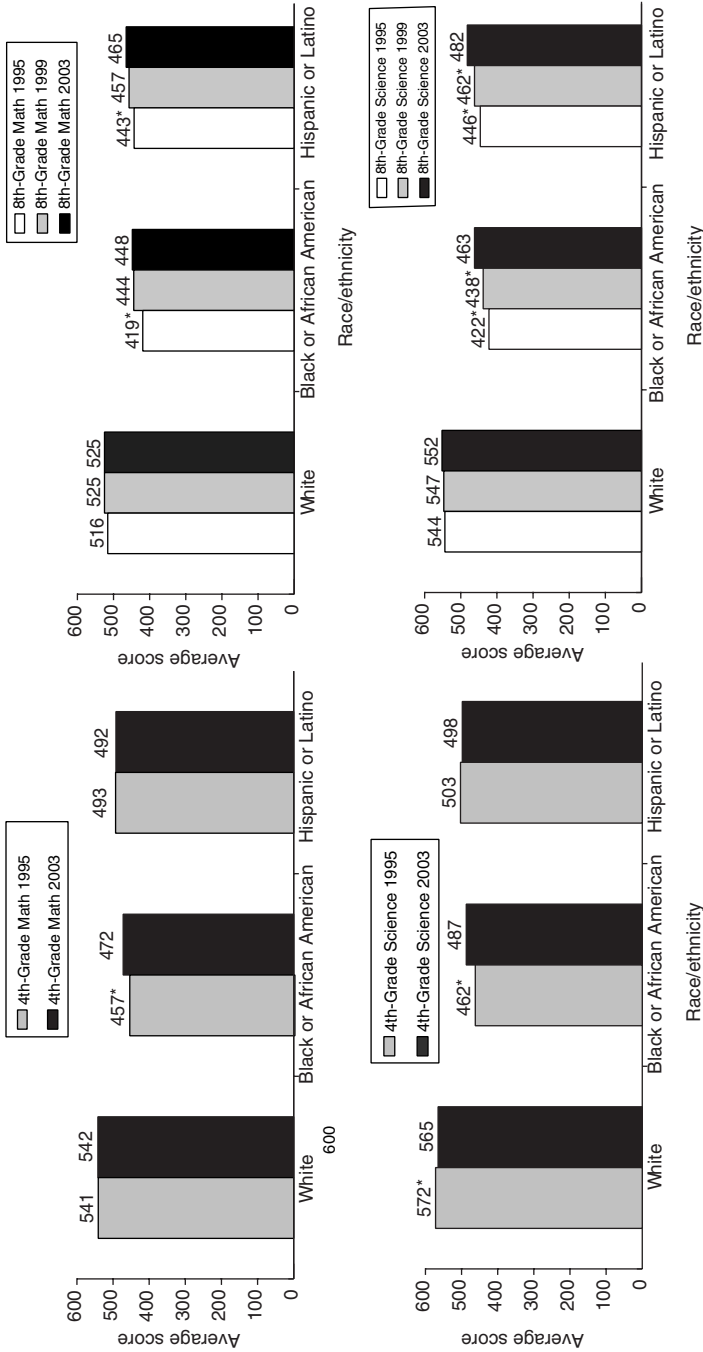 4th-Grade Math 1995
4th-Grade Math 2003
600
500
400
300
200
100
0
Average score
541
542
457*
472
493
492
White
Black or African American
Hispanic or Latino
600
8th-Grade Math 1995
8th-Grade Math 1999
8th-Grade Math 2003
600
500
400
300
200
100
0
Average score
516
525
525
419*
444
448
443*
457
465
White
Black or African American
Hispanic or Latino
Race/ethnicity
4th-Grade Science 1995
4th-Grade Science 2003
600
500
400
300
200
100
0
Average score
572*
565
462*
487
503
498
White
Black or African American
Hispanic or Latino
Race/ethnicity
8th-Grade Science 1995
8th-Grade Science 1999
8th-Grade Science 2003
600
500
400
300
200
100
0
Average score
544
547
552
422*
438*
463
446*
462*
482
White
Black or African American
Hispanic or Latino
Race/ethnicity